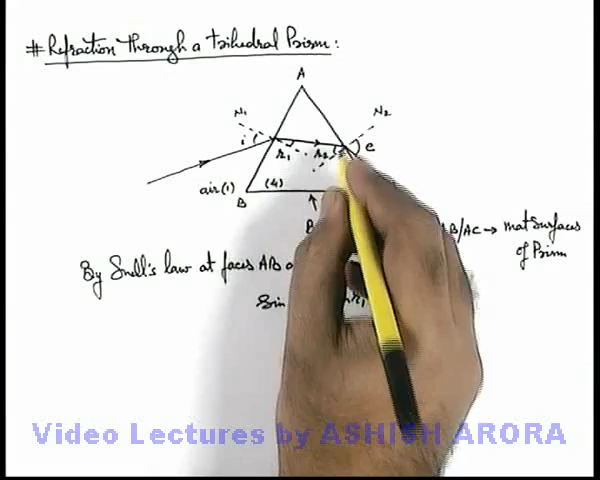 # Refraction Through a trihedral Prism:
A
N1
N2
i
r1
r2
e
air(1)
(μ)
B
AB/AC → mat surfaces
of Prism
By Snell's law at faces AB
Sin
Video Lectures by ASHISH ARORA